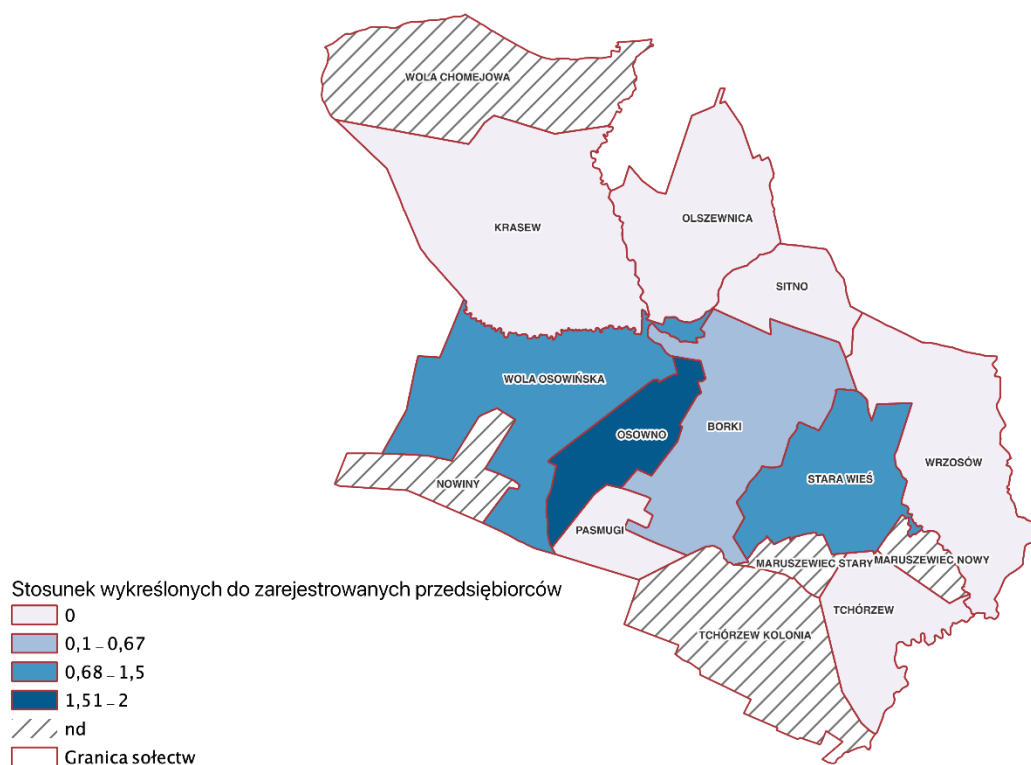 WOLA CHOMEJOWA
OLSZEWNICA
KRASEW
SITNO
WOLA OSOWIŃSKA
OSOWNO
BORKI
WRZOSÓW
STARA WIEŚ
NOWINY
PASMUGI
MARUSZEWIEC STARY
MARUSZEWIEC NOWY
TCHÓRZEW
TCHÓRZEW KOLONIA
Stosunek wykreślonych do zarejestrowanych przedsiębiorców
0
0,1 – 0,67
0,68 – 1,5
1,51 – 2
nd
Granica sołectw